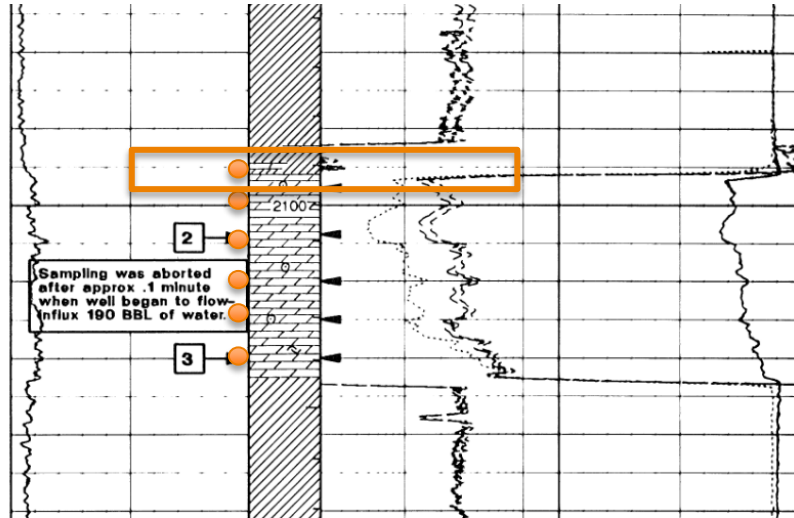 2100
2
Sampling was aborted
after approx .1 minute
when well began to flow-
Influx 190 BBL of water.
3